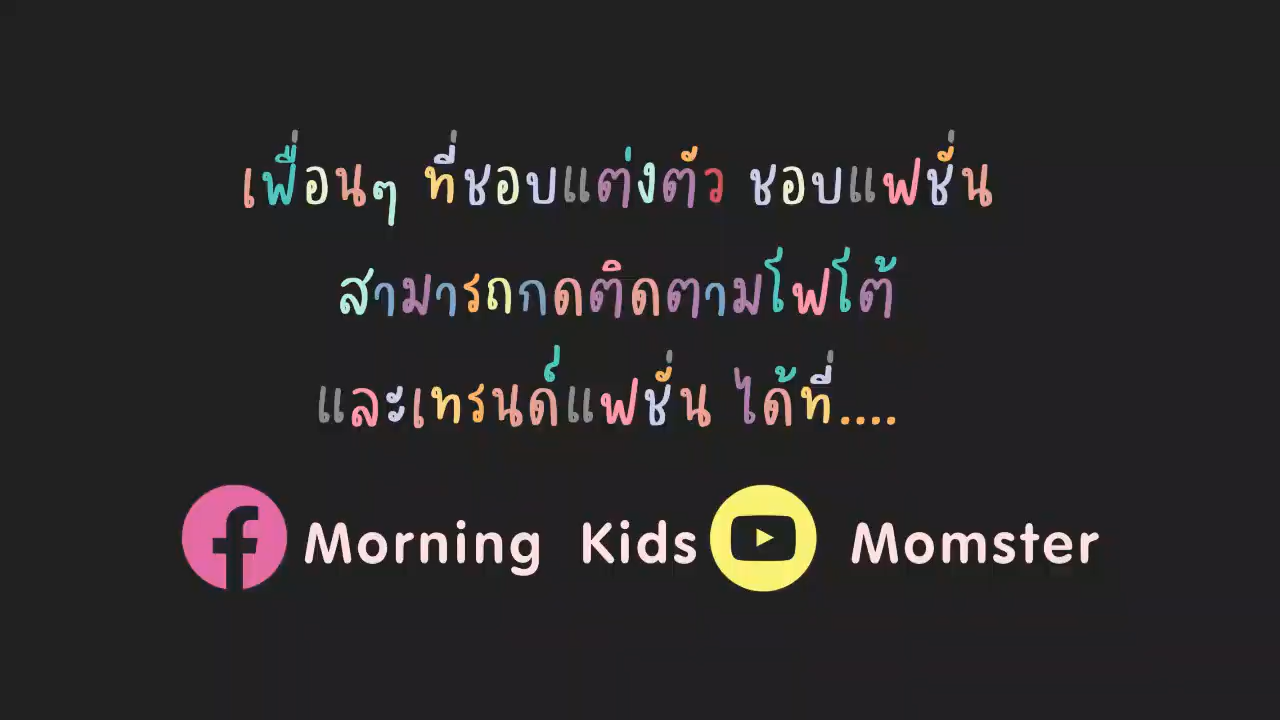 เพื่อนๆ ที่ชอบแต่งตัว ชอบแฟชั่น
สามารถกดติดตามโฟโต้
และเทรนด์แฟชั่น ได้ที่....
Morning Kids Momster